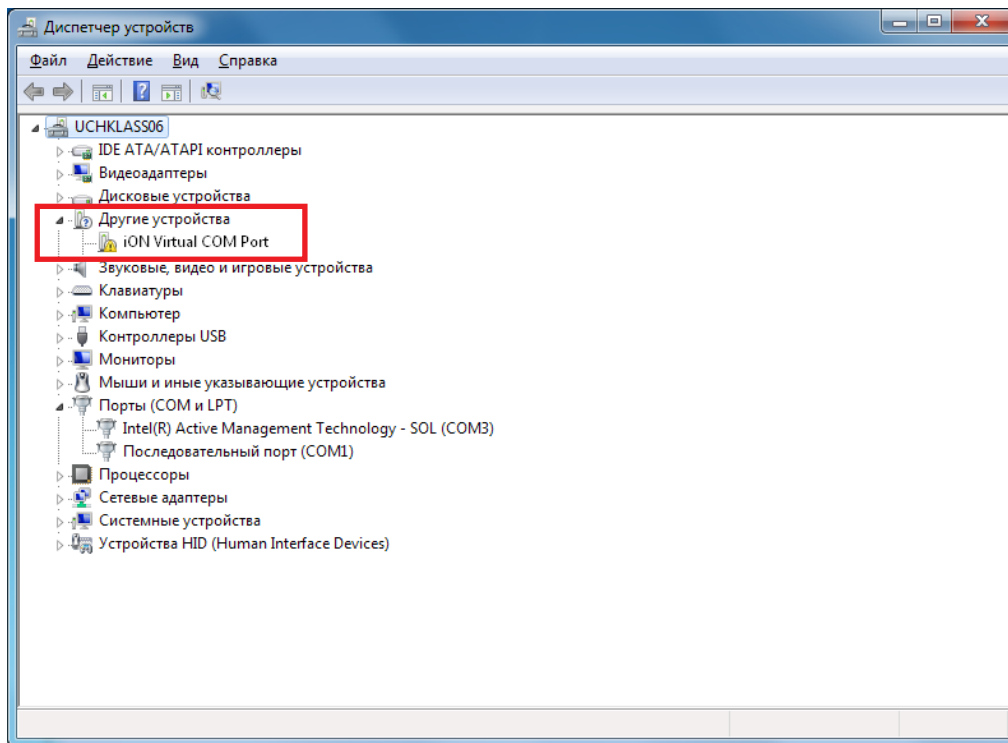 Диспетчер устройств
Файл Действие Вид Справка
UCHKLASS06
IDE ATA/ATAPI контроллеры
Видеоадаптеры
Дисковые устройства
Другие устройства
iON Virtual COM Port
Звуковые, видео и игровые устройства
Клавиатуры
Компьютер
Контроллеры USB
Мониторы
Мыши и иные указывающие устройства
Порты (COM и LPT)
Intel(R) Active Management Technology - SOL (COM3)
Последовательный порт (COM1)
Процессоры
Сетевые адаптеры
Системные устройства
Устройства HID (Human Interface Devices)